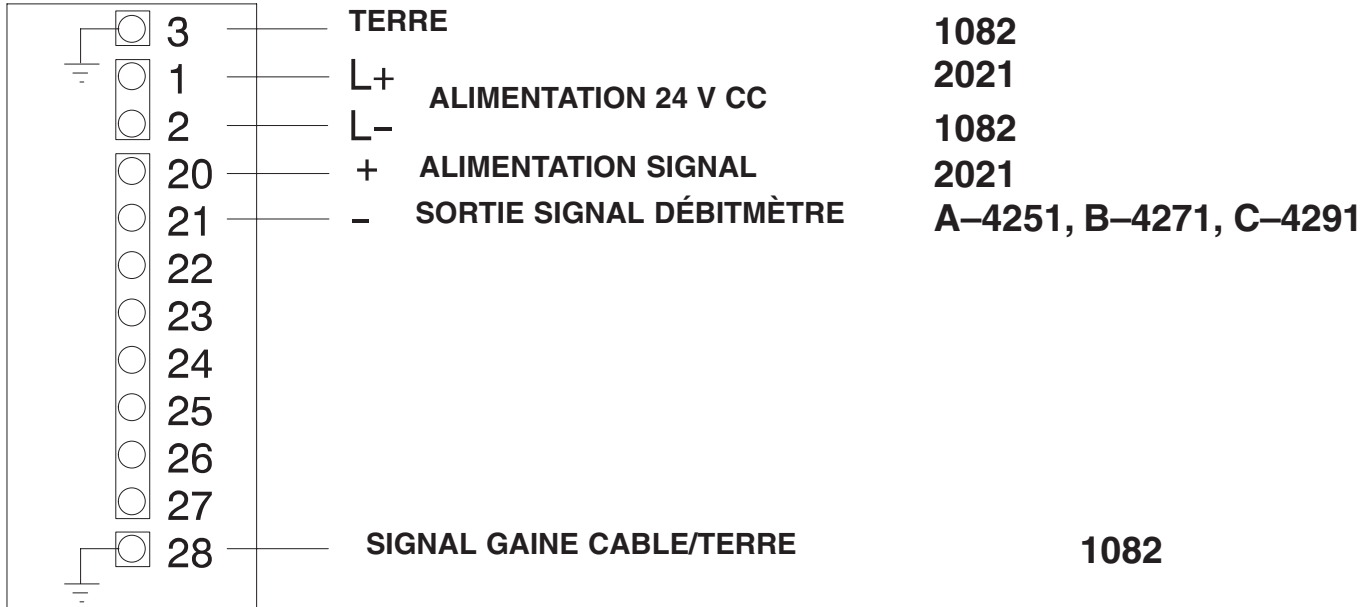 3 TERRE 1082
1 L+ 2021
ALIMENTATION 24 V CC
2 L– 1082
20 + ALIMENTATION SIGNAL 2021
21 – SORTIE SIGNAL DÉBITMÈTRE A–4251, B–4271, C–4291
22
23
24
25
26
27
28 SIGNAL GAINE CABLE/TERRE 1082